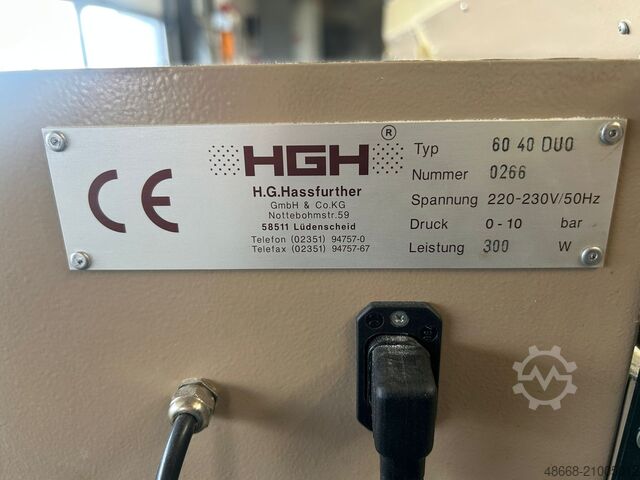 CE
HGH ®
H.G.Hassfurther
GmbH & Co.KG
Nottebohmstr.59
58511 Lüdenscheid
Telefon (02351) 94757-0
Telefax (02351) 94757-67
Typ 60 40 DUO
Nummer 0266
Spannung 220-230V/50Hz
Druck 0-10 bar
Leistung 300 W